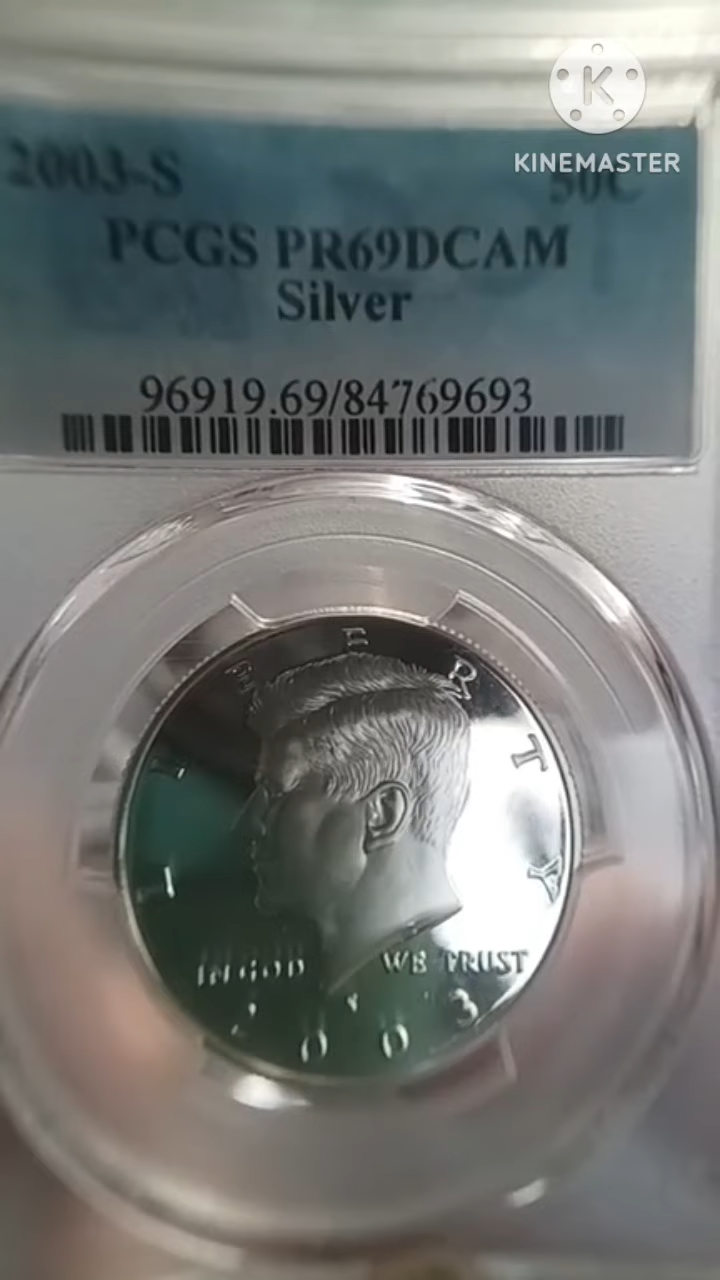 K
KINEMASTER
2003-S 50C
PCGS PR69DCAM
Silver
96919.69/84769693
LIBERTY
IN GOD WE TRUST
2003